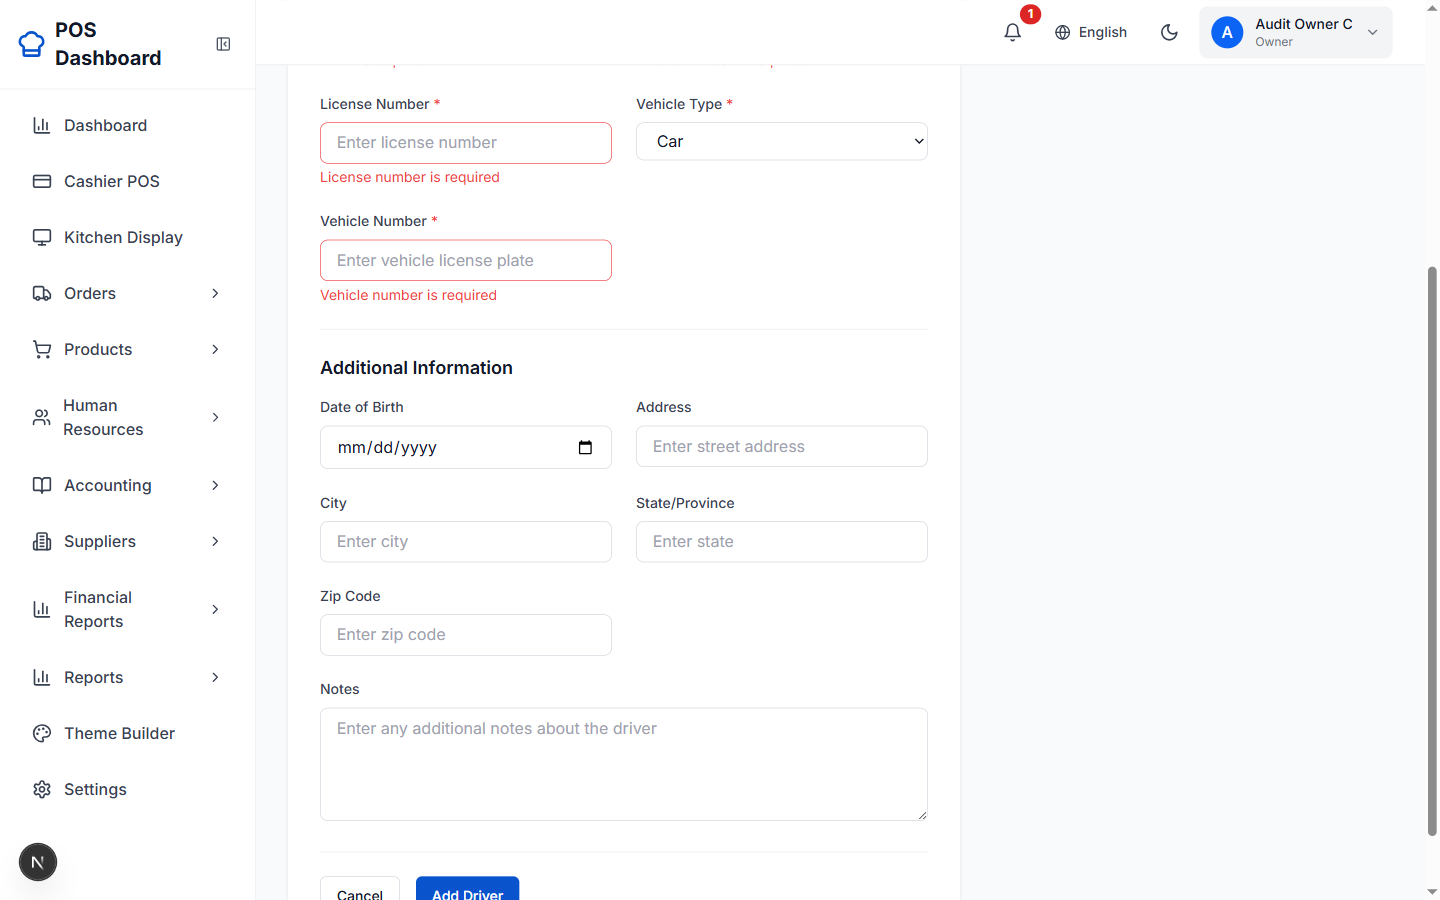 POS
Dashboard
1
English
A
Audit Owner C
Owner
Dashboard
Cashier POS
Kitchen Display
Orders
Products
Human
Resources
Accounting
Suppliers
Financial
Reports
Reports
Theme Builder
Settings
N
License Number *
Vehicle Type *
Enter license number
Car
License number is required
Vehicle Number *
Enter vehicle license plate
Vehicle number is required
Additional Information
Date of Birth
Address
mm/dd/yyyy
Enter street address
City
State/Province
Enter city
Enter state
Zip Code
Enter zip code
Notes
Enter any additional notes about the driver
Cancel
Add Driver